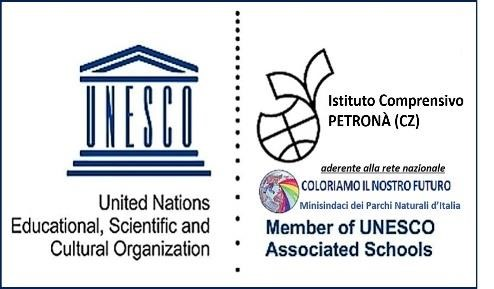 UNESCO
United Nations
Educational, Scientific and
Cultural Organization
Istituto Comprensivo
PETRONÀ (CZ)
aderente alla rete nazionale
COLORIAMO IL NOSTRO FUTURO
Minisindaci dei Parchi Naturali d'Italia
Member of UNESCO
Associated Schools